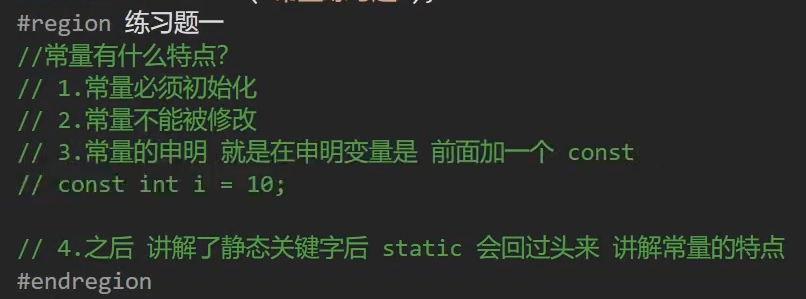 #region 练习题一
//常量有什么特点?
// 1.常量必须初始化
// 2.常量不能被修改
// 3.常量的申明 就是在申明变量是 前面加一个 const
// const int i = 10;
// 4.之后 讲解了静态关键字后 static 会回过头来 讲解常量的特点
#endregion